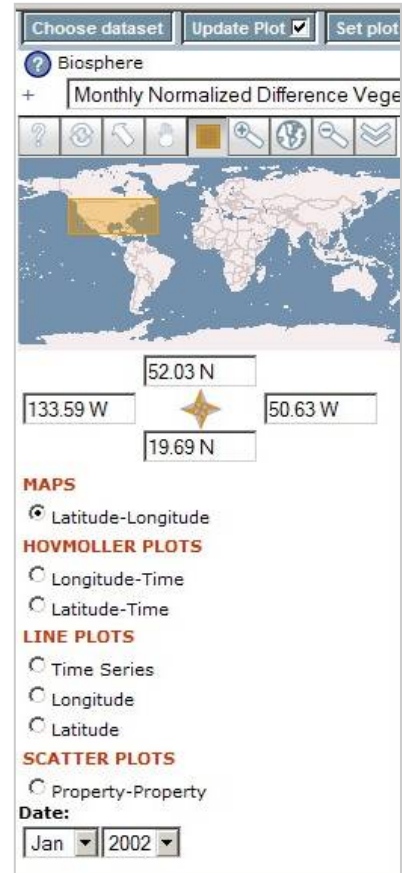 Choose dataset Update Plot Set plot
? Biosphere
+ Monthly Normalized Difference Vege
?
52.03 N
133.59 W 50.63 W
19.69 N
MAPS
Latitude-Longitude
HOVMOLLER PLOTS
Longitude-Time
Latitude-Time
LINE PLOTS
Time Series
Longitude
Latitude
SCATTER PLOTS
Property-Property
Date:
Jan 2002